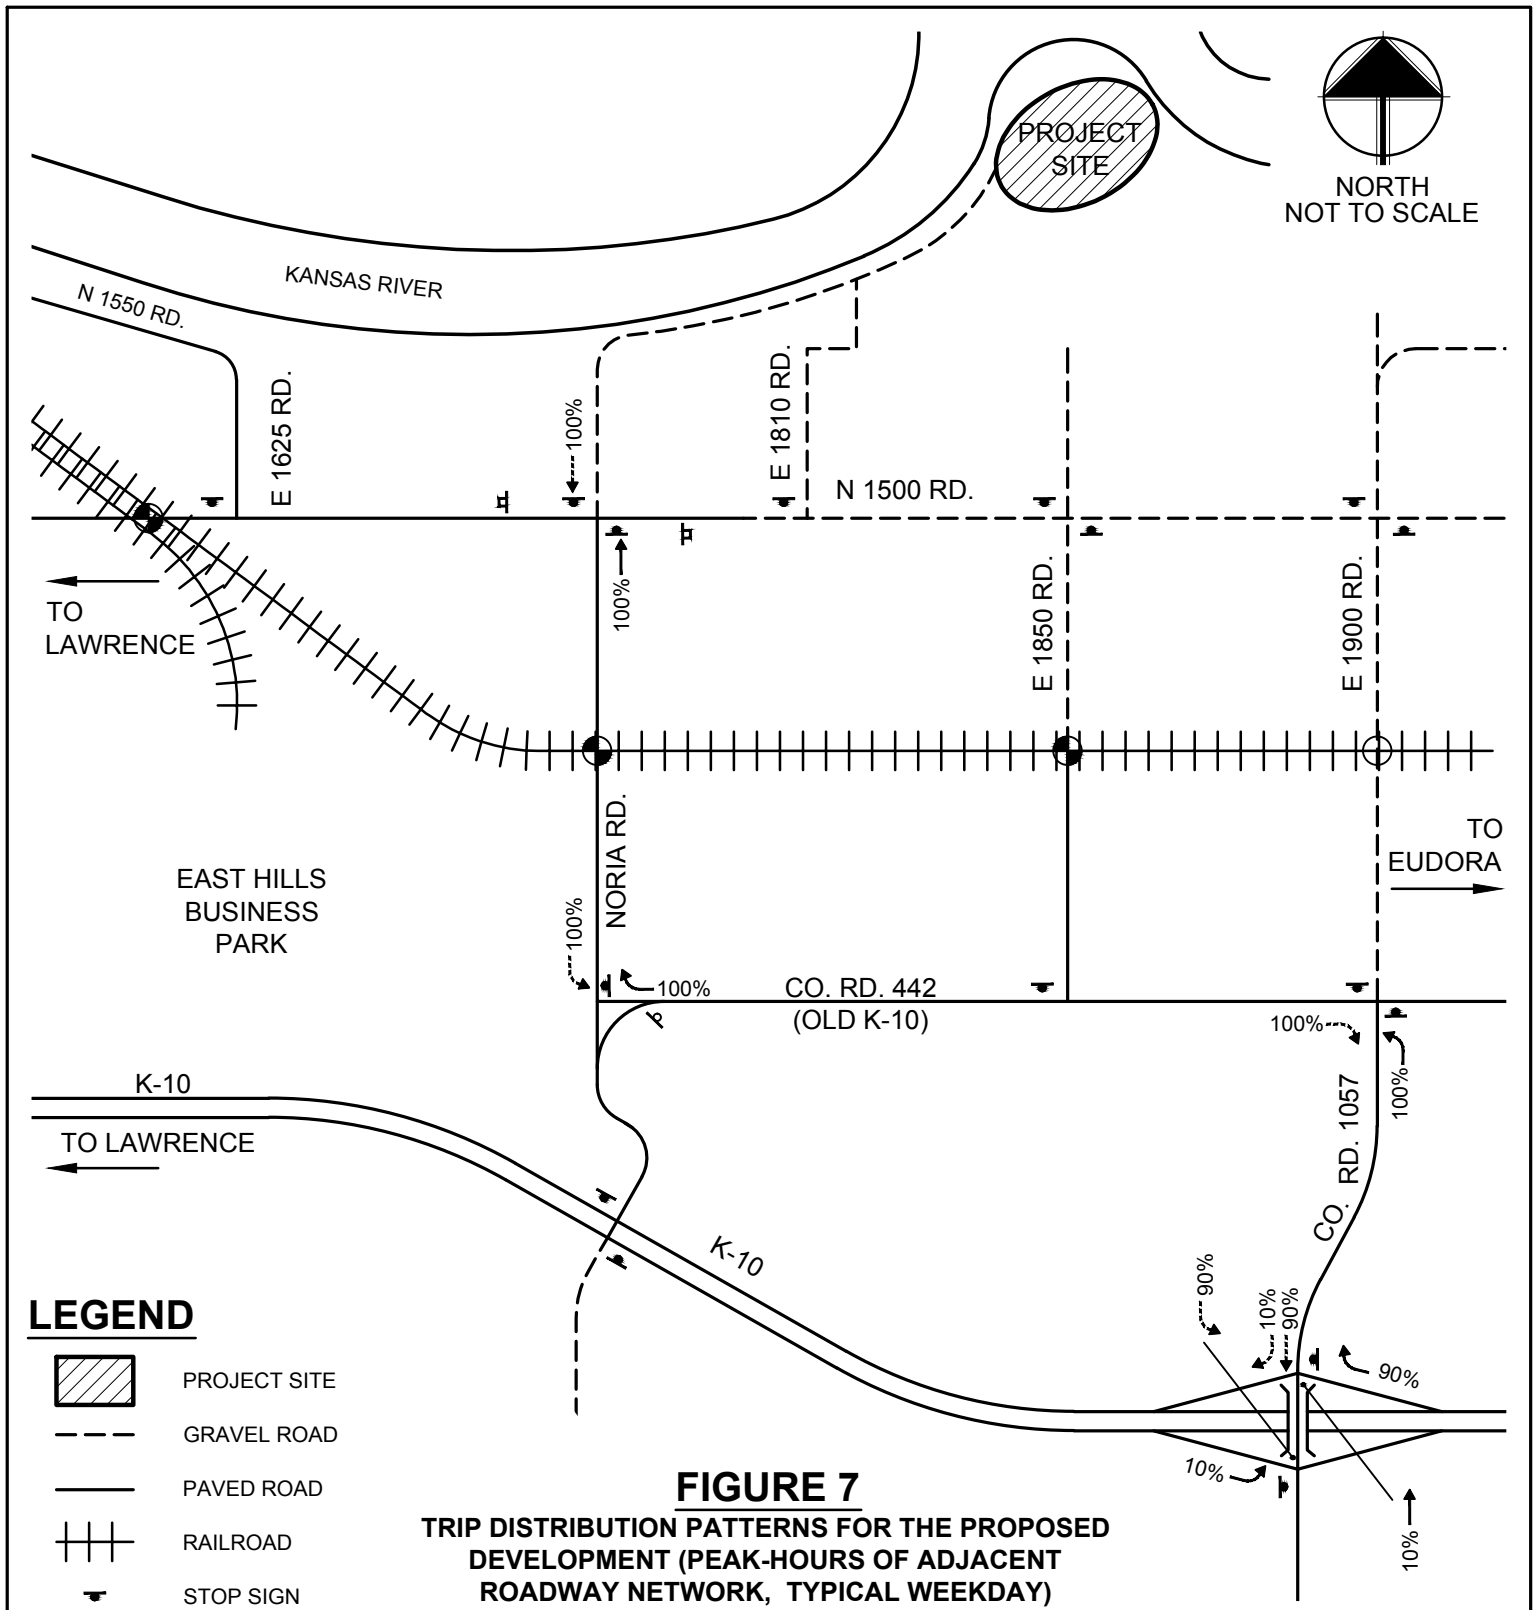 PROJECT
SITE
NORTH
NOT TO SCALE
KANSAS RIVER
N 1550 RD.
E 1625 RD.
100%
E 1810 RD.
N 1500 RD.
100%
E 1850 RD.
E 1900 RD.
TO
LAWRENCE
NORIA RD.
TO
EUDORA
EAST HILLS
BUSINESS
PARK
100%
100%
CO. RD. 442
(OLD K-10)
100%
100%
CO. RD. 1057
K-10
TO LAWRENCE
K-10
90%
10%
90%
90%
10%
10%
LEGEND
PROJECT SITE
GRAVEL ROAD
PAVED ROAD
RAILROAD
STOP SIGN
FIGURE 7
TRIP DISTRIBUTION PATTERNS FOR THE PROPOSED
DEVELOPMENT (PEAK-HOURS OF ADJACENT
ROADWAY NETWORK, TYPICAL WEEKDAY)